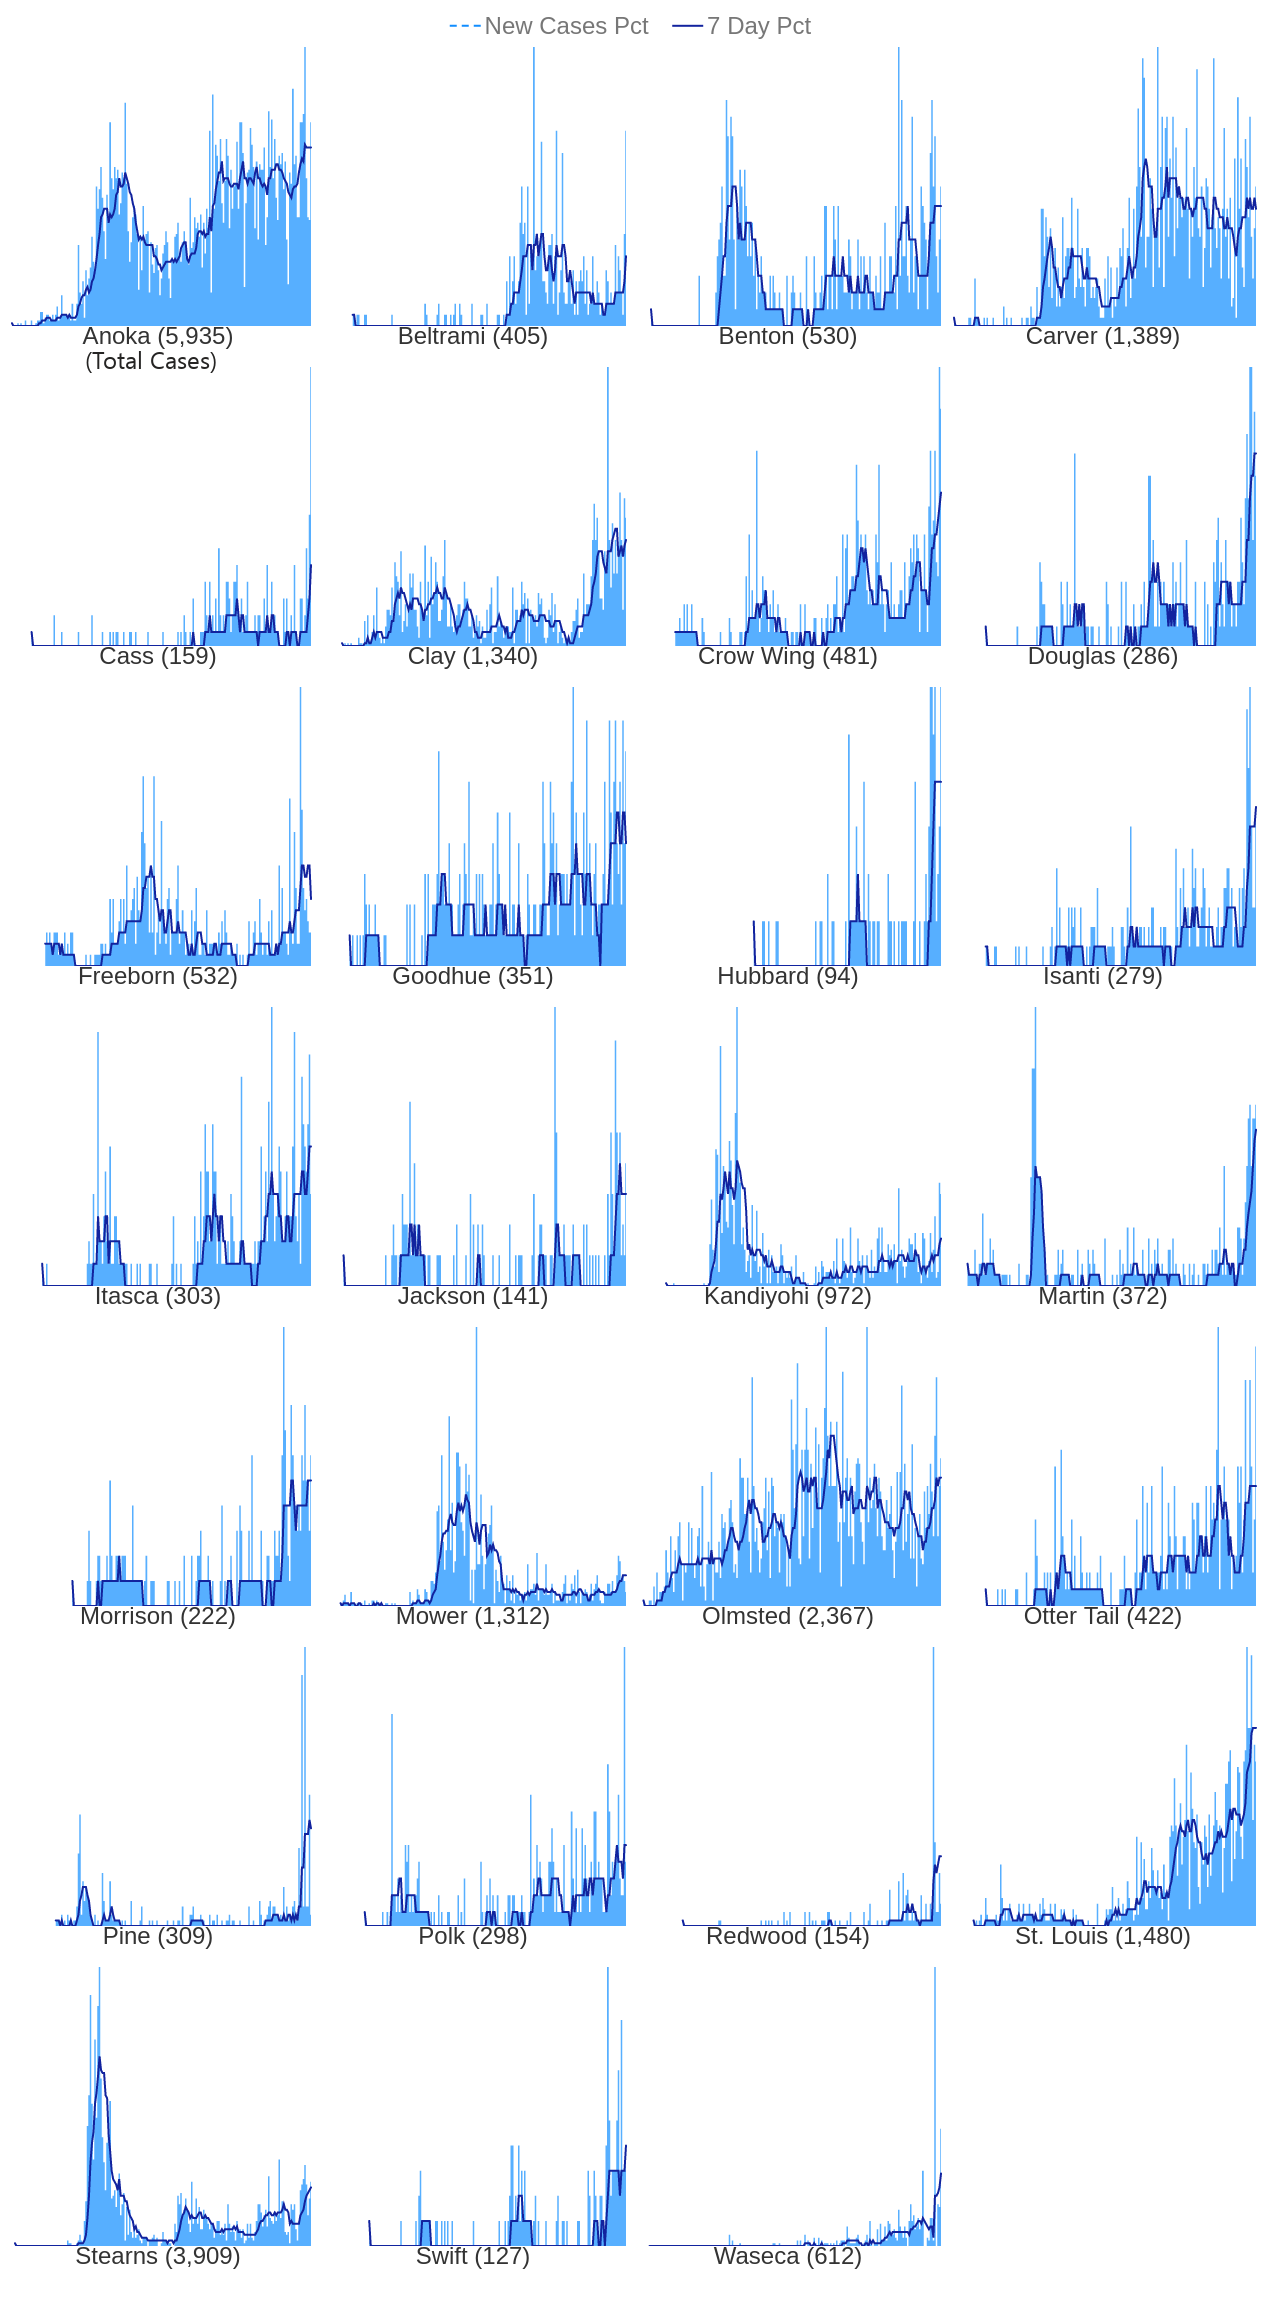 New Cases Pct 7 Day Pct
Anoka (5,935) Beltrami (405) Benton (530) Carver (1,389)
(Total Cases)
Cass (159) Clay (1,340) Crow Wing (481) Douglas (286)
Freeborn (532) Goodhue (351) Hubbard (94) Isanti (279)
Itasca (303) Jackson (141) Kandiyohi (972) Martin (372)
Morrison (222) Mower (1,312) Olmsted (2,367) Otter Tail (422)
Pine (309) Polk (298) Redwood (154) St. Louis (1,480)
Stearns (3,909) Swift (127) Waseca (612)